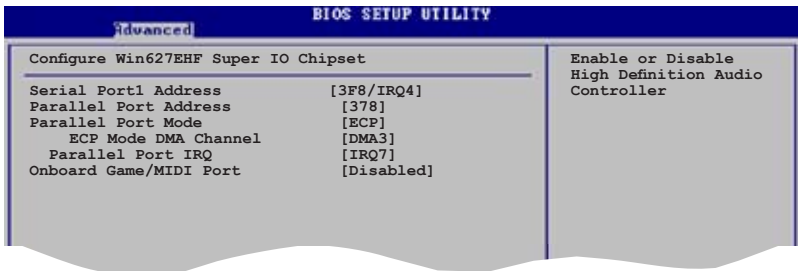 BIOS SETUP UTILITY
Advanced
Configure Win627EHF Super IO Chipset
Serial Port1 Address [3F8/IRQ4]
Parallel Port Address [378]
Parallel Port Mode [ECP]
ECP Mode DMA Channel [DMA3]
Parallel Port IRQ [IRQ7]
Onboard Game/MIDI Port [Disabled]
Enable or Disable
High Definition Audio
Controller